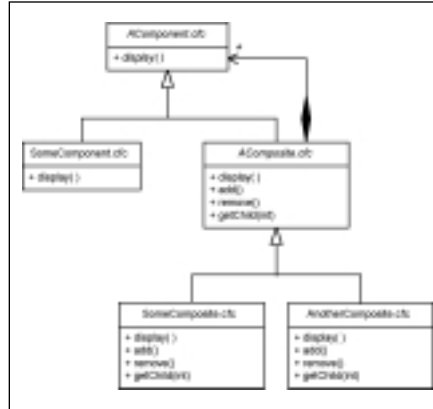 AComponent.cfc
+ display( )
*
SomeComponent.cfc
+ display( )
AComposite.cfc
+ display( )
+ add()
+ remove()
+ getChild(int)
SomeComposite.cfc
+ display( )
+ add()
+ remove()
+ getChild(int)
AnotherComposite.cfc
+ display( )
+ add()
+ remove()
+ getChild(int)